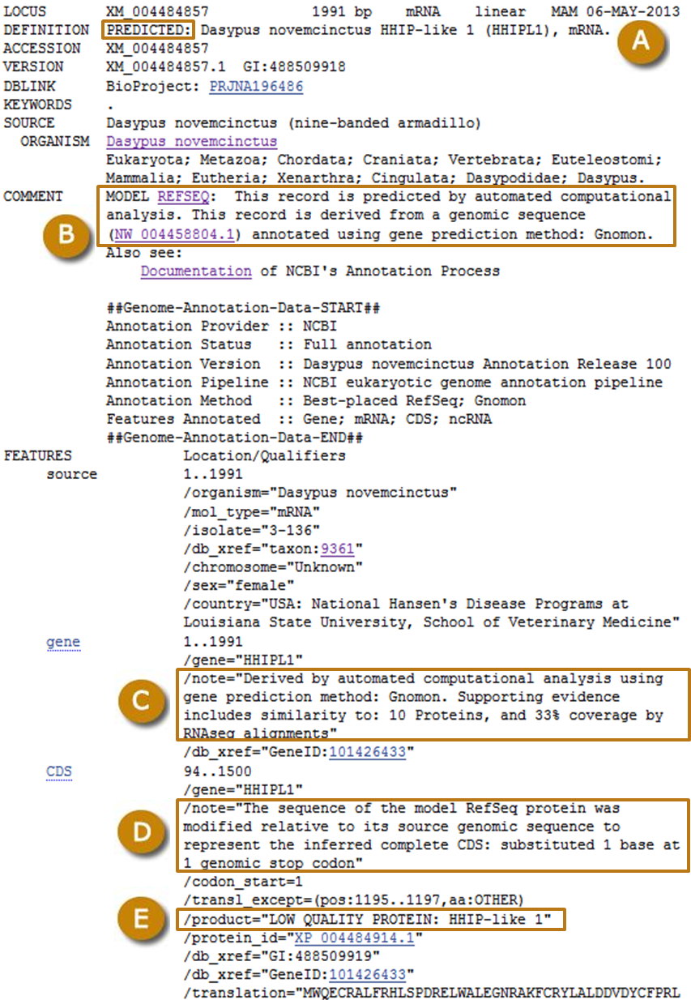 LOCUS XM_004484857 1991 bp mRNA linear MAM 06-MAY-2013
DEFINITION PREDICTED: Dasypus novemcinctus HHIP-like 1 (HHIPL1), mRNA.
A
ACCESSION XM_004484857
VERSION XM_004484857.1 GI:488509918
DBLINK BioProject: PRJNA196486
KEYWORDS .
SOURCE Dasypus novemcinctus (nine-banded armadillo)
ORGANISM Dasypus novemcinctus
Eukaryota; Metazoa; Chordata; Craniata; Vertebrata; Euteleostomi;
Mammalia; Eutheria; Xenarthra; Cingulata; Dasypodidae; Dasypus.
COMMENT MODEL REFSEQ: This record is predicted by automated computational
analysis. This record is derived from a genomic sequence
B
(NW_004458804.1) annotated using gene prediction method: Gnomon.
Also see:
Documentation of NCBI's Annotation Process
##Genome-Annotation-Data-START##
Annotation Provider :: NCBI
Annotation Status :: Full annotation
Annotation Version :: Dasypus novemcinctus Annotation Release 100
Annotation Pipeline :: NCBI eukaryotic genome annotation pipeline
Annotation Method :: Best-placed RefSeq; Gnomon
Features Annotated :: Gene; mRNA; CDS; ncRNA
##Genome-Annotation-Data-END##
FEATURES Location/Qualifiers
source 1..1991
/organism="Dasypus novemcinctus"
/mol_type="mRNA"
/isolate="3-136"
/db_xref="taxon:9361"
/chromosome="Unknown"
/sex="female"
/country="USA: National Hansen's Disease Programs at
Louisiana State University, School of Veterinary Medicine"
gene 1..1991
/gene="HHIPL1"
/note="Derived by automated computational analysis using
C
gene prediction method: Gnomon. Supporting evidence
includes similarity to: 10 Proteins, and 33% coverage by
RNAseq alignments"
/db_xref="GeneID:101426433"
CDS 94..1500
/gene="HHIPL1"
/note="The sequence of the model RefSeq protein was
D
modified relative to its source genomic sequence to
represent the inferred complete CDS: substituted 1 base at
1 genomic stop codon"
/codon_start=1
/transl_except=(pos:1195..1197,aa:OTHER)
E
/product="LOW QUALITY PROTEIN: HHIP-like 1"
/protein_id="XP_004484914.1"
/db_xref="GI:488509919"
/db_xref="GeneID:101426433"
/translation="MWQECRALFRHLSPDRELWALEGNRAKFCRYLALDDVDYCFPRL